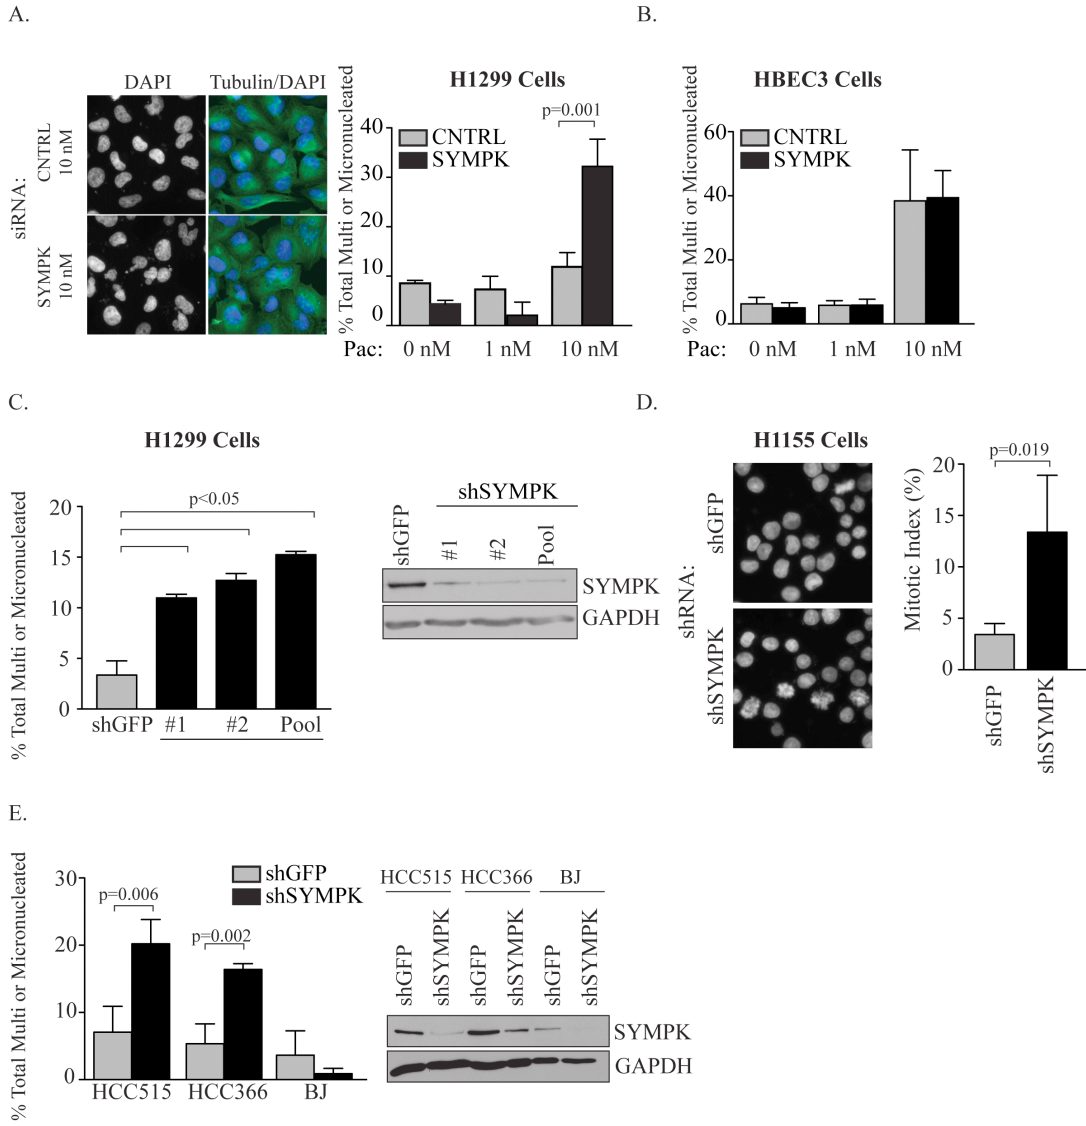 A.
DAPI
Tubulin/DAPI
siRNA:
CNTRL
10 nM
SYMPK
10 nM
H1299 Cells
% Total Multi or Micronucleated
p=0.001
CNTRL
SYMPK
40
30
20
10
0
Pac: 0 nM 1 nM 10 nM
B.
HBEC3 Cells
% Total Multi or Micronucleated
CNTRL
SYMPK
60
40
20
0
Pac: 0 nM 1 nM 10 nM
C.
H1299 Cells
% Total Multi or Micronucleated
p<0.05
20
15
10
5
0
shGFP #1 #2 Pool
shSYMPK
shGFP
#1
#2
Pool
SYMPK
GAPDH
D.
H1155 Cells
shRNA:
shGFP
shSYMPK
Mitotic Index (%)
p=0.019
20
15
10
5
0
shGFP
shSYMPK
E.
% Total Multi or Micronucleated
shGFP
shSYMPK
p=0.006
p=0.002
30
20
10
0
HCC515 HCC366 BJ
HCC515 HCC366 BJ
shGFP
shSYMPK
shGFP
shSYMPK
shGFP
shSYMPK
SYMPK
GAPDH